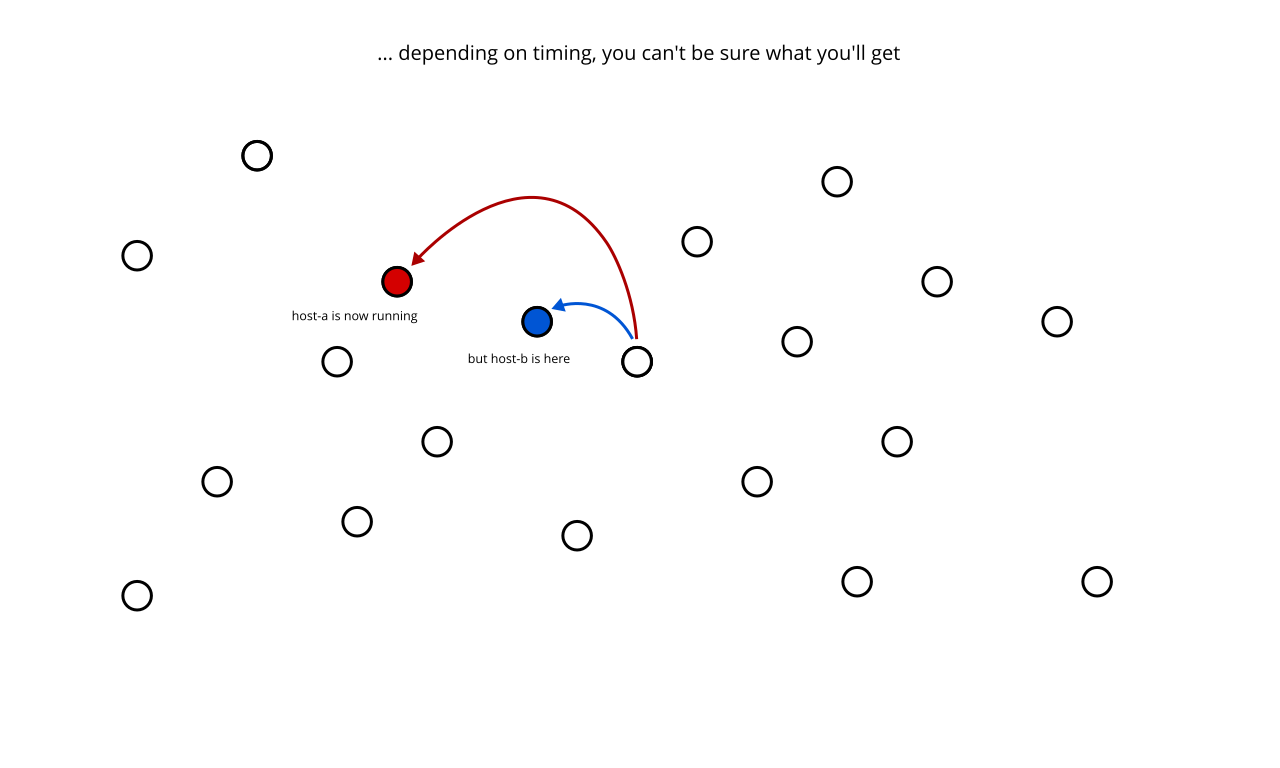 ... depending on timing, you can't be sure what you'll get
host-a is now running
but host-b is here